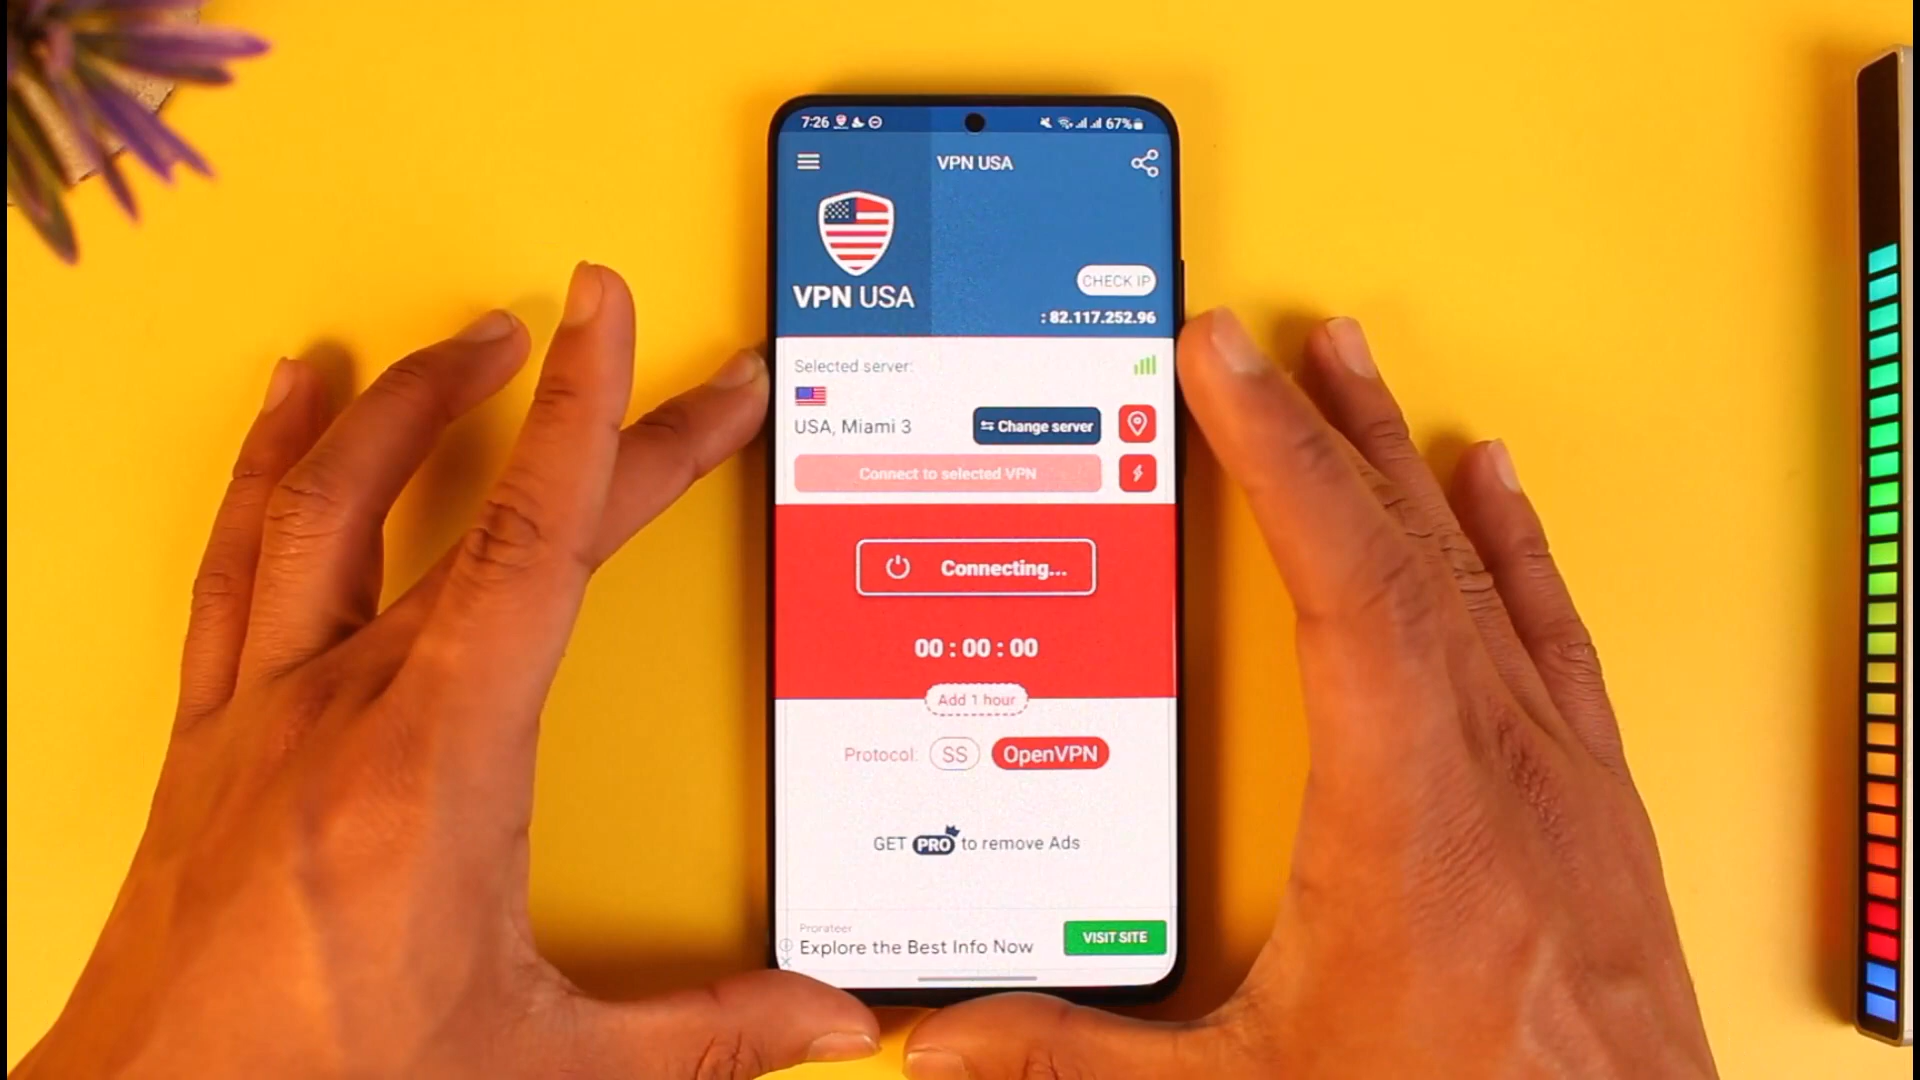 7:26
67%
VPN USA
VPN USA
CHECK IP
: 82.117.252.96
Selected server:
USA, Miami 3
Change server
Connect to selected VPN
Connecting...
00 : 00 : 00
Add 1 hour
Protocol: SS OpenVPN
GET PRO to remove Ads
Prorateer
Explore the Best Info Now
VISIT SITE